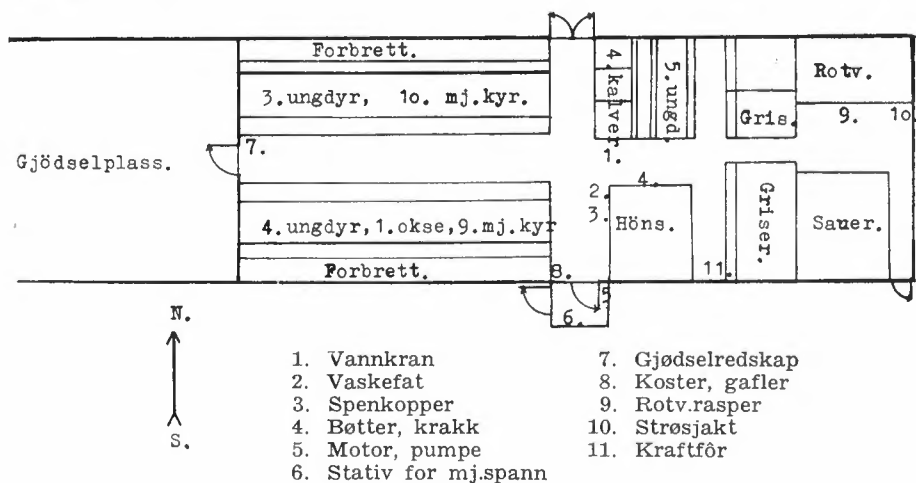 Forbrett.
3.ungdyr, 1o. mj.kyr.
4.kalver
5.ungd.
Rotv.
Gris.
9.
1o
Gjödselplass.
7.
1.
2.
4.
3.
4.ungdyr,1.okse,9.mj.kyr
Höns.
Griser.
Sauer.
Forbrett.
8.
5
11.
6.
N.
S.
1. Vannkran
2. Vaskefat
3. Spenkopper
4. Bøtter, krakk
5. Motor, pumpe
6. Stativ for mj.spann
7. Gjødselredskap
8. Koster, gafler
9. Rotv.rasper
10. Strøsjakt
11. Kraftfôr